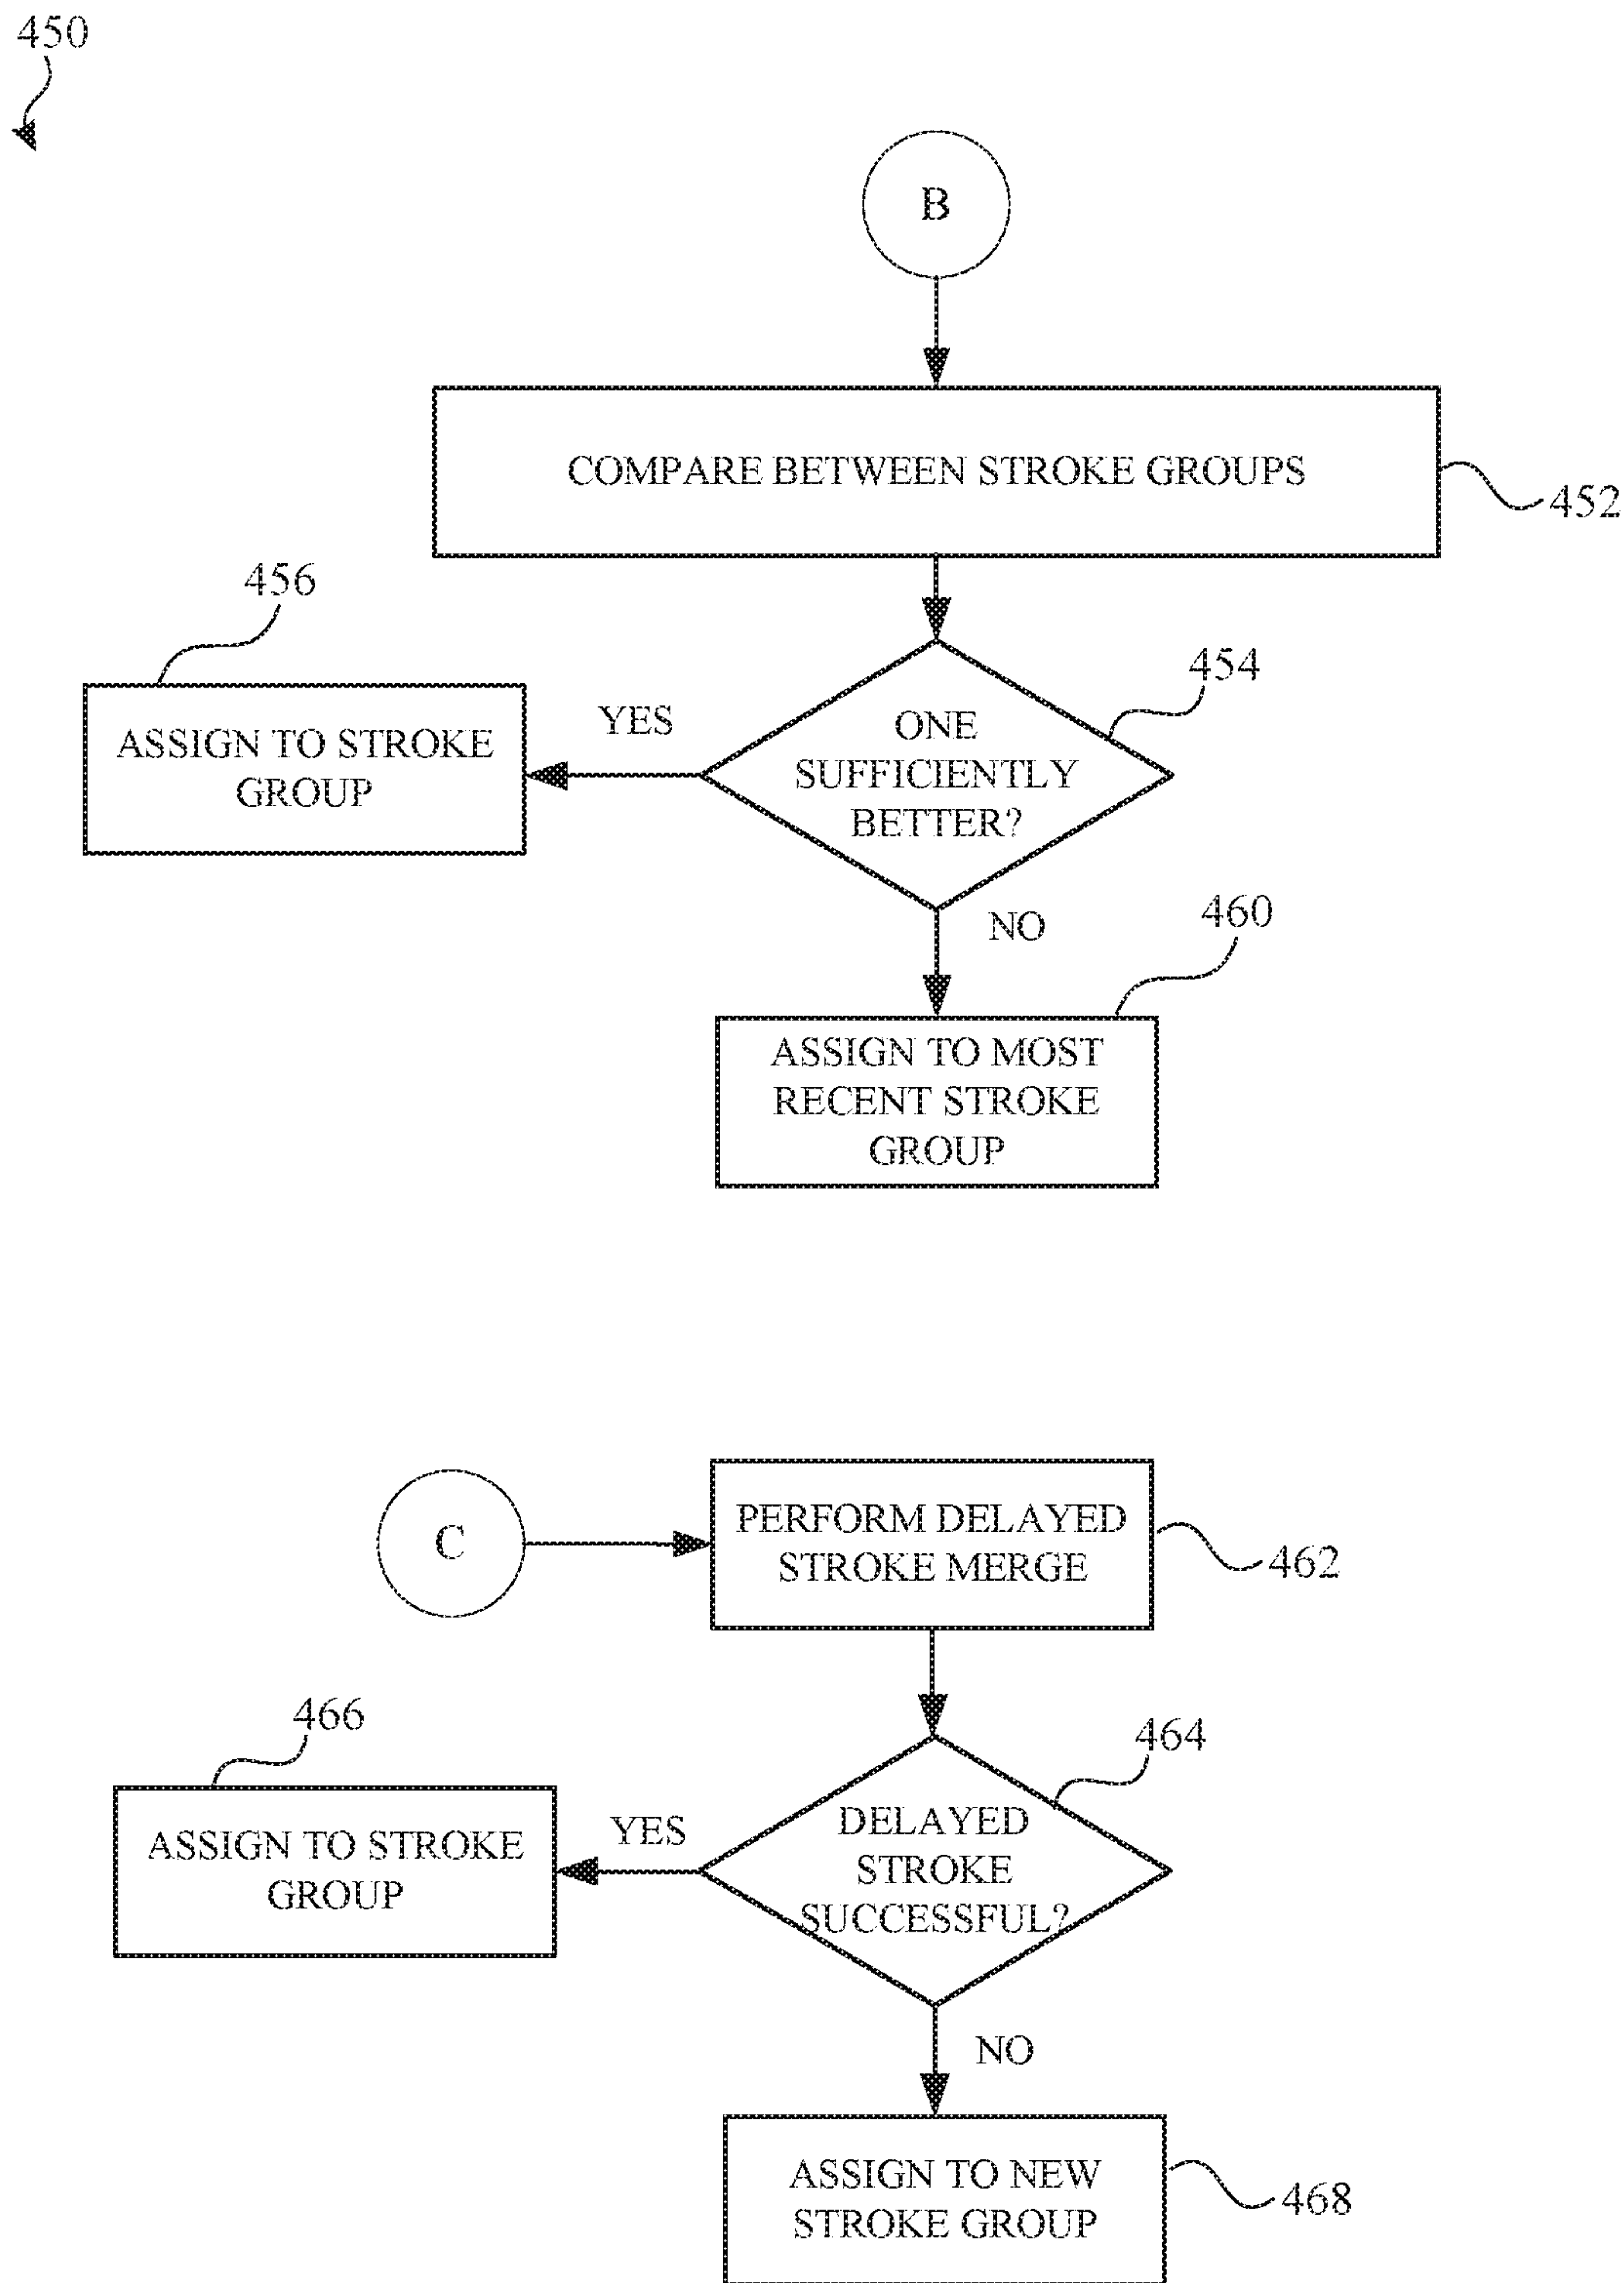 450
B
COMPARE BETWEEN STROKE GROUPS
452
456
454
ASSIGN TO STROKE
GROUP
YES
ONE
SUFFICIENTLY
BETTER?
NO
460
ASSIGN TO MOST
RECENT STROKE
GROUP
C
PERFORM DELAYED
STROKE MERGE
462
466
464
ASSIGN TO STROKE
GROUP
YES
DELAYED
STROKE
SUCCESSFUL?
NO
ASSIGN TO NEW
STROKE GROUP
468